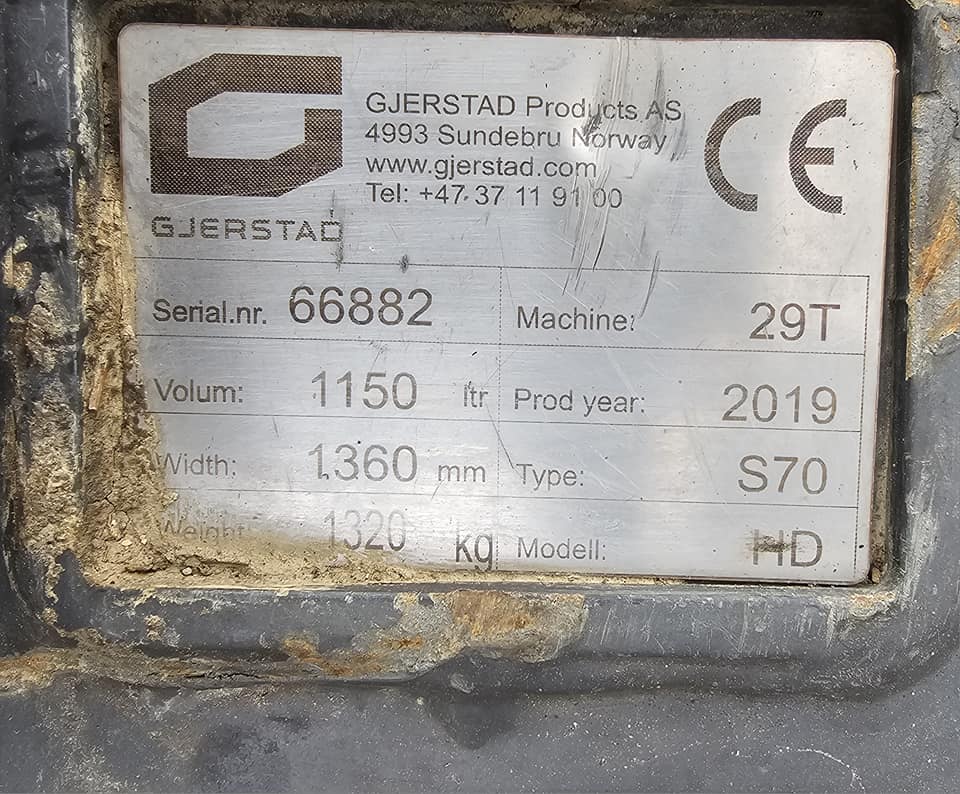 GJERSTAD
GJERSTAD Products AS
4993 Sundebru Norway
www.gjerstad.com
Tel: +47 37 11 91 00
CE
Serial.nr. 66882
Machine: 29T
Volum: 1150 ltr
Prod year: 2019
Width: 1360 mm
Type: S70
Weight: 1320 kg
Modell: HD